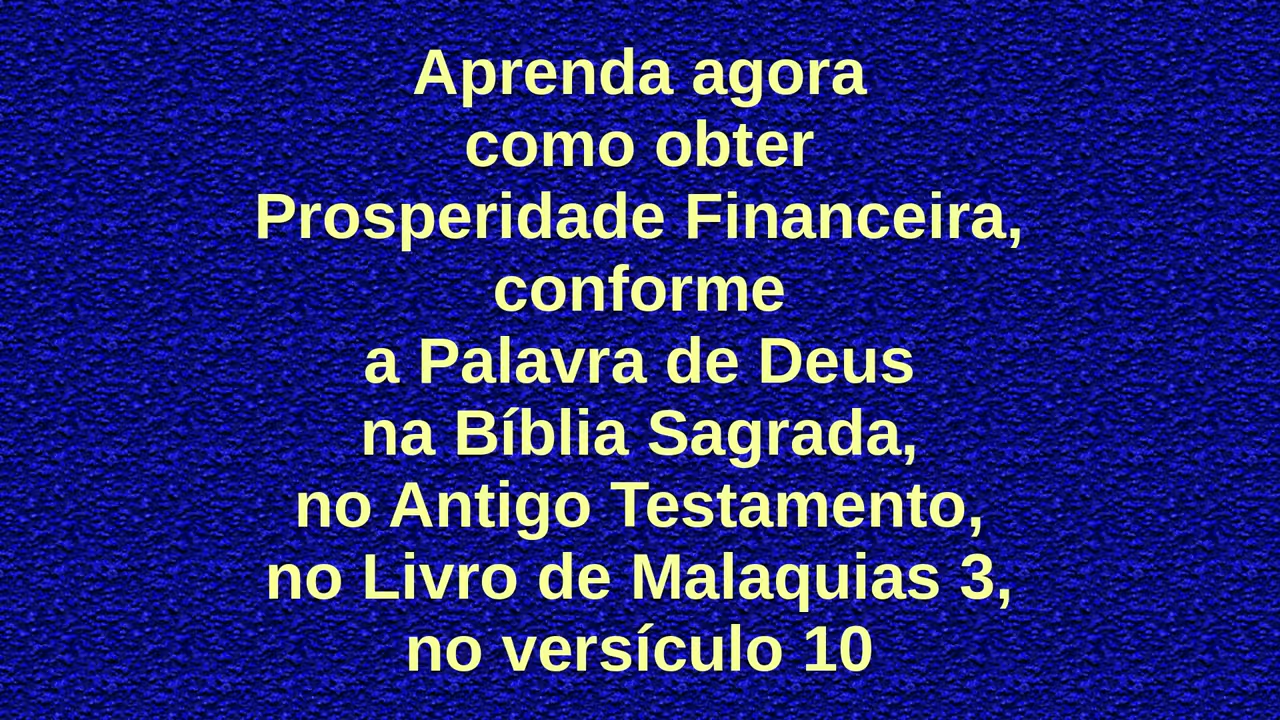 Aprenda agora
como obter
Prosperidade Financeira,
conforme
a Palavra de Deus
na Bíblia Sagrada,
no Antigo Testamento,
no Livro de Malaquias 3,
no versículo 10